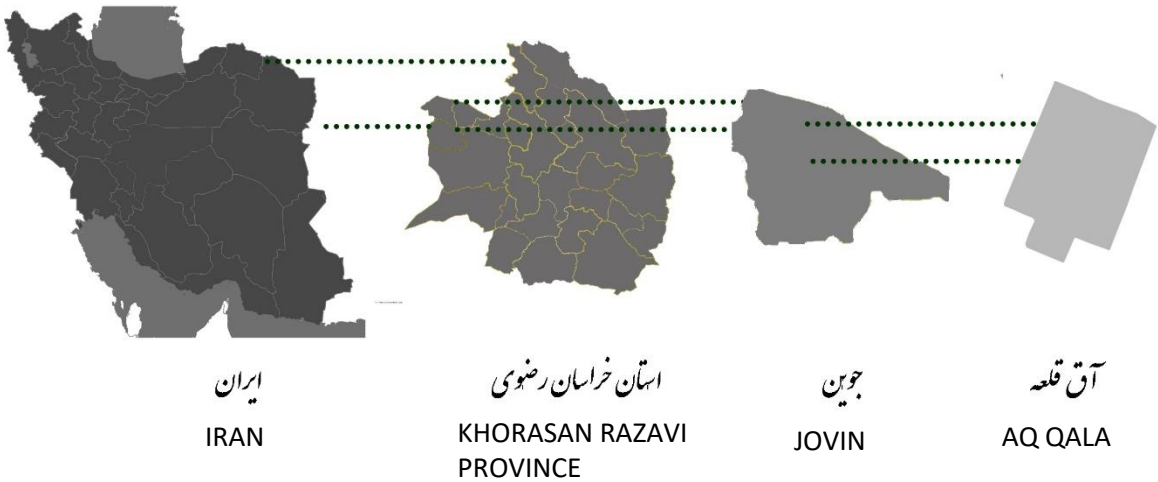 ایران
استان خراسان رضوی
جوین
آق قلعه
IRAN
KHORASAN RAZAVI
PROVINCE
JOVIN
AQ QALA